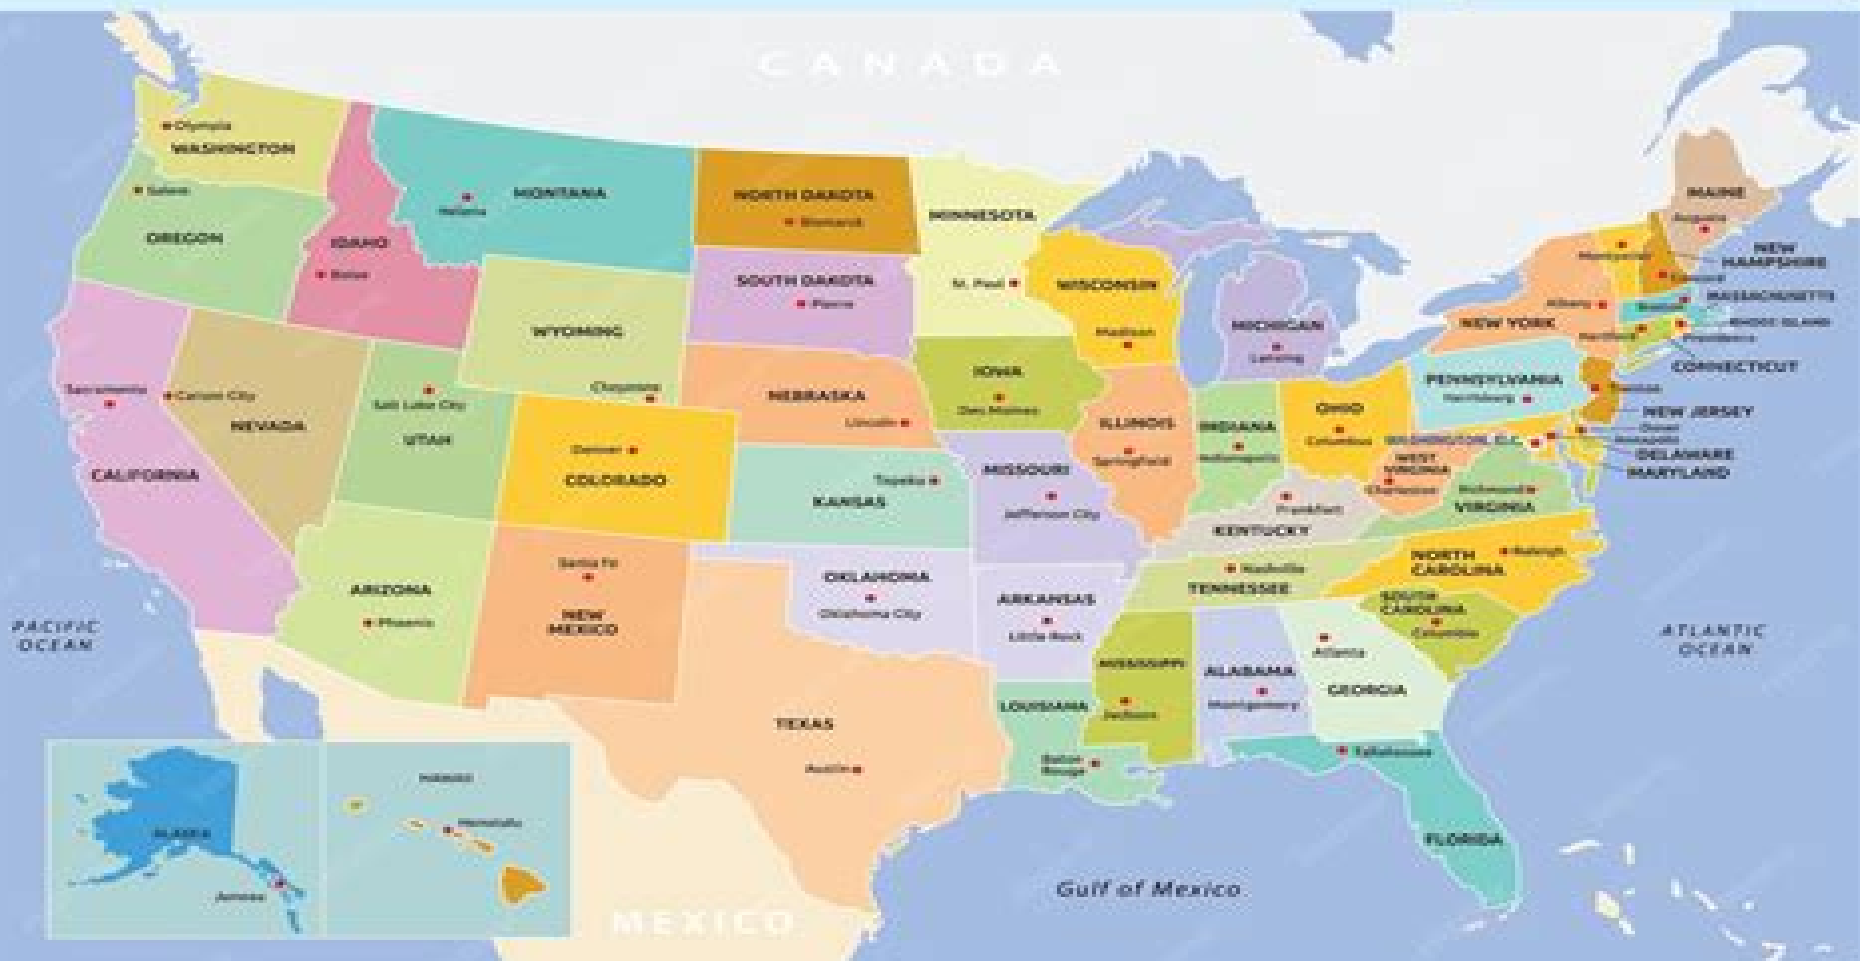 CANADA
Olympia
WASHINGTON
Salem
OREGON
IDAHO
Boise
MONTANA
Helena
NORTH DAKOTA
Bismarck
SOUTH DAKOTA
Pierre
MINNESOTA
St. Paul
WISCONSIN
Madison
MICHIGAN
Lansing
MAINE
Augusta
NEW
HAMPSHIRE
Concord
Montpelier
MASSACHUSETTS
Boston
RHODE ISLAND
Providence
Hartford
CONNECTICUT
Albany
NEW YORK
WYOMING
Cheyenne
NEBRASKA
Lincoln
IOWA
Des Moines
ILLINOIS
Springfield
INDIANA
Indianapolis
OHIO
Columbus
PENNSYLVANIA
Harrisburg
Trenton
NEW JERSEY
Dover
Annapolis
DELAWARE
MARYLAND
WASHINGTON, D.C.
WEST
VIRGINIA
Charleston
Richmond
VIRGINIA
Sacramento
CALIFORNIA
Carson City
NEVADA
Salt Lake City
UTAH
Denver
COLORADO
Topeka
KANSAS
MISSOURI
Jefferson City
Frankfort
KENTUCKY
Nashville
TENNESSEE
NORTH
CAROLINA
Raleigh
SOUTH
CAROLINA
Columbia
ARIZONA
Phoenix
Santa Fe
NEW
MEXICO
OKLAHOMA
Oklahoma City
ARKANSAS
Little Rock
MISSISSIPPI
Jackson
ALABAMA
Montgomery
Atlanta
GEORGIA
TEXAS
Austin
LOUISIANA
Baton
Rouge
Tallahassee
FLORIDA
PACIFIC
OCEAN
ATLANTIC
OCEAN
ALASKA
Juneau
HAWAII
Honolulu
Gulf of Mexico
MEXICO